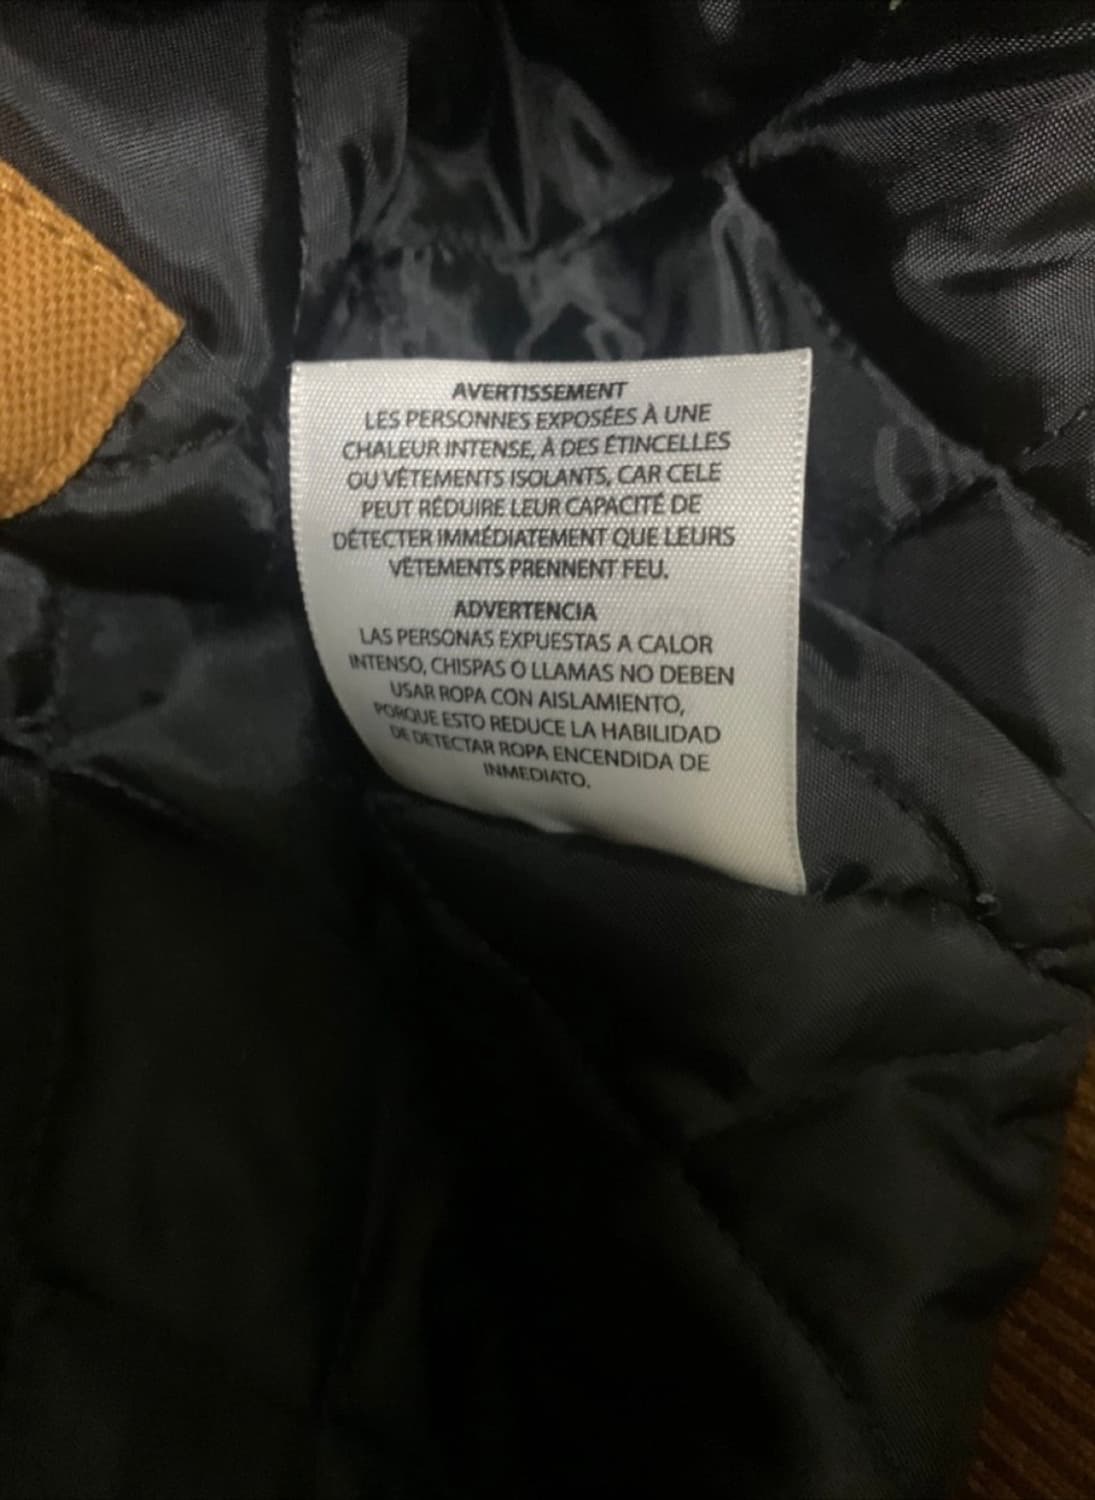 AVERTISSEMENT
LES PERSONNES EXPOSÉES À UNE
CHALEUR INTENSE, À DES ÉTINCELLES
OU VÊTEMENTS ISOLANTS, CAR CELE
PEUT RÉDUIRE LEUR CAPACITÉ DE
DÉTECTER IMMÉDIATEMENT QUE LEURS
VÊTEMENTS PRENNENT FEU.
ADVERTENCIA
LAS PERSONAS EXPUESTAS A CALOR
INTENSO, CHISPAS O LLAMAS NO DEBEN
USAR ROPA CON AISLAMIENTO,
PORQUE ESTO REDUCE LA HABILIDAD
DE DETECTAR ROPA ENCENDIDA DE
INMEDIATO.